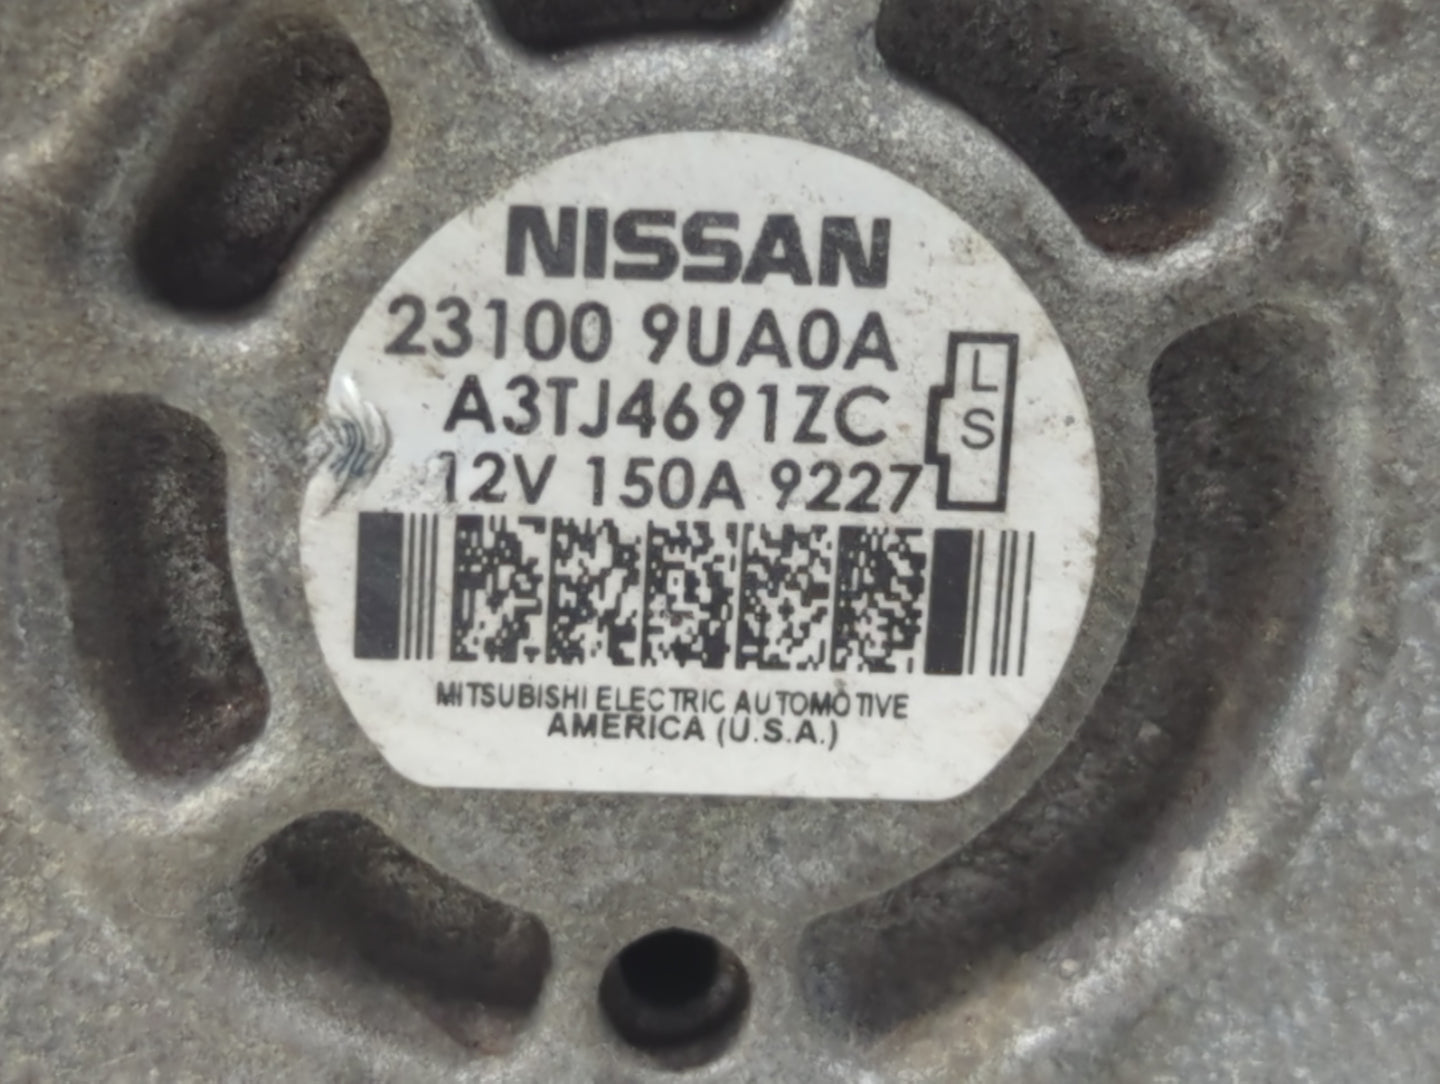 NISSAN
23100 9UA0A
A3TJ4691ZC
12V 150A 9227
L
S
MITSUBISHI ELECTRIC AUTOMOTIVE
AMERICA (U.S.A.)